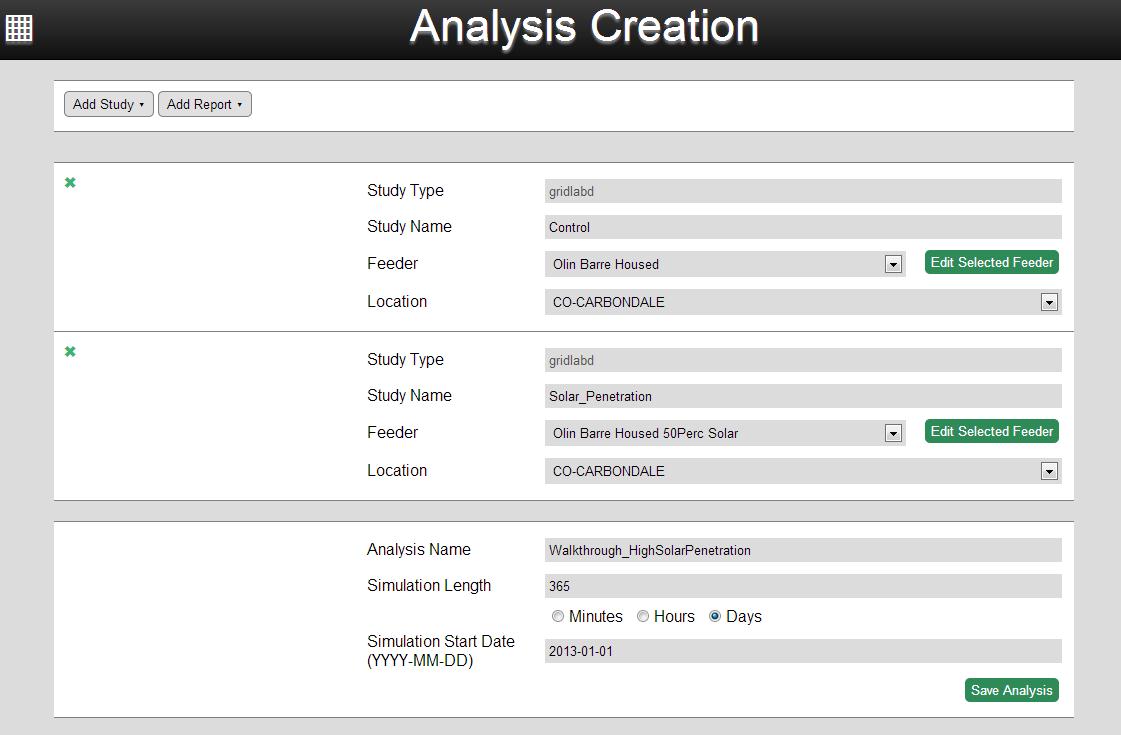 Analysis Creation
Add Study ▾ Add Report ▾
Study Type gridlabd
Study Name Control
Feeder Olin Barre Housed Edit Selected Feeder
Location CO-CARBONDALE
Study Type gridlabd
Study Name Solar_Penetration
Feeder Olin Barre Housed 50Perc Solar Edit Selected Feeder
Location CO-CARBONDALE
Analysis Name Walkthrough_HighSolarPenetration
Simulation Length 365
Minutes Hours Days
Simulation Start Date
(YYYY-MM-DD) 2013-01-01
Save Analysis